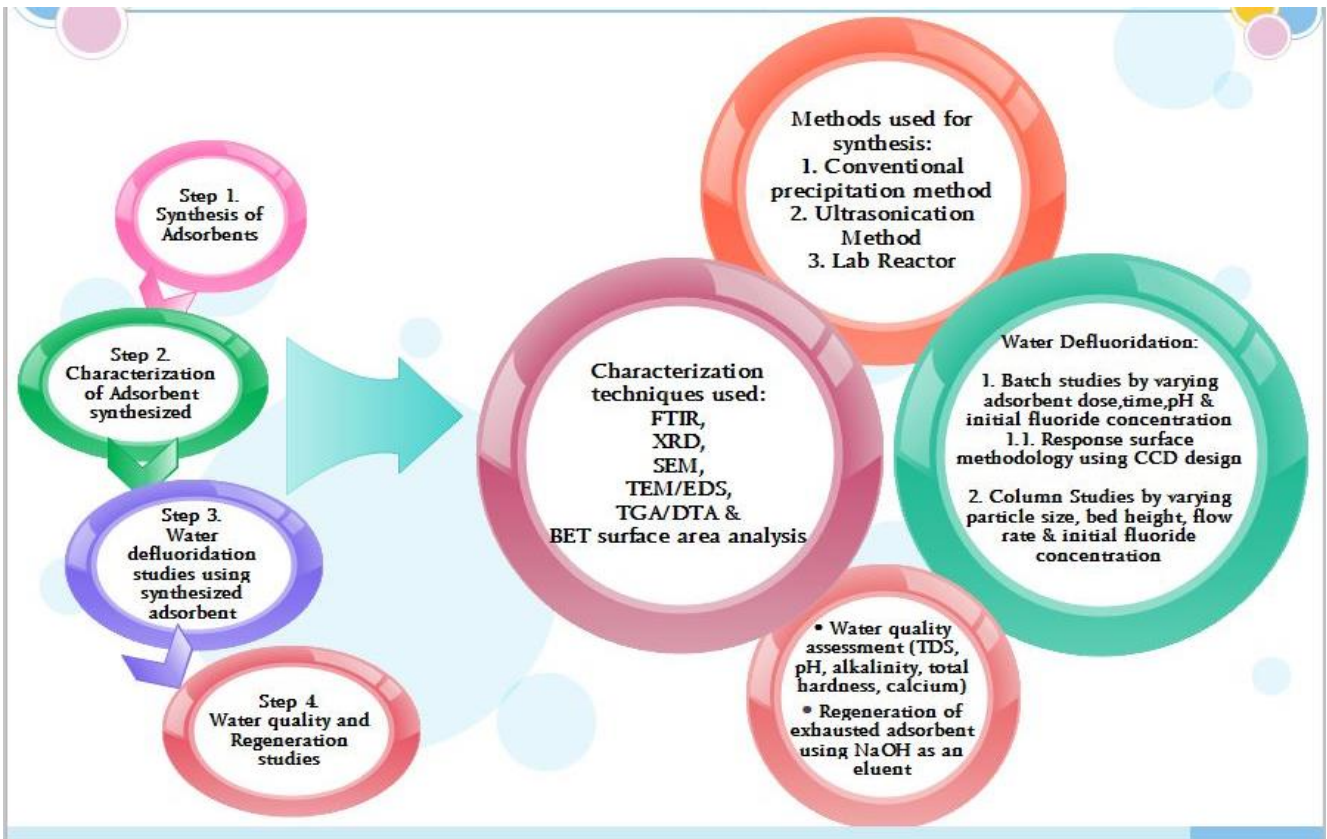 Step 1.
Synthesis of
Adsorbents
Step 2.
Characterization
of Adsorbent
synthesized
Step 3.
Water
defluoridation
studies using
synthesized
adsorbent
Step 4.
Water quality and
Regeneration
studies
Methods used for
synthesis:
1. Conventional
precipitation method
2. Ultrasonication
Method
3. Lab Reactor
Characterization
techniques used:
FTIR,
XRD,
SEM,
TEM/EDS,
TGA/DTA &
BET surface area analysis
Water Defluoridation:
1. Batch studies by varying
adsorbent dose,time,pH &
initial fluoride concentration
1.1. Response surface
methodology using CCD design
2. Column Studies by varying
particle size, bed height, flow
rate & initial fluoride
concentration
• Water quality
assessment (TDS,
pH, alkalinity, total
hardness, calcium)
• Regeneration of
exhausted adsorbent
using NaOH as an
eluent